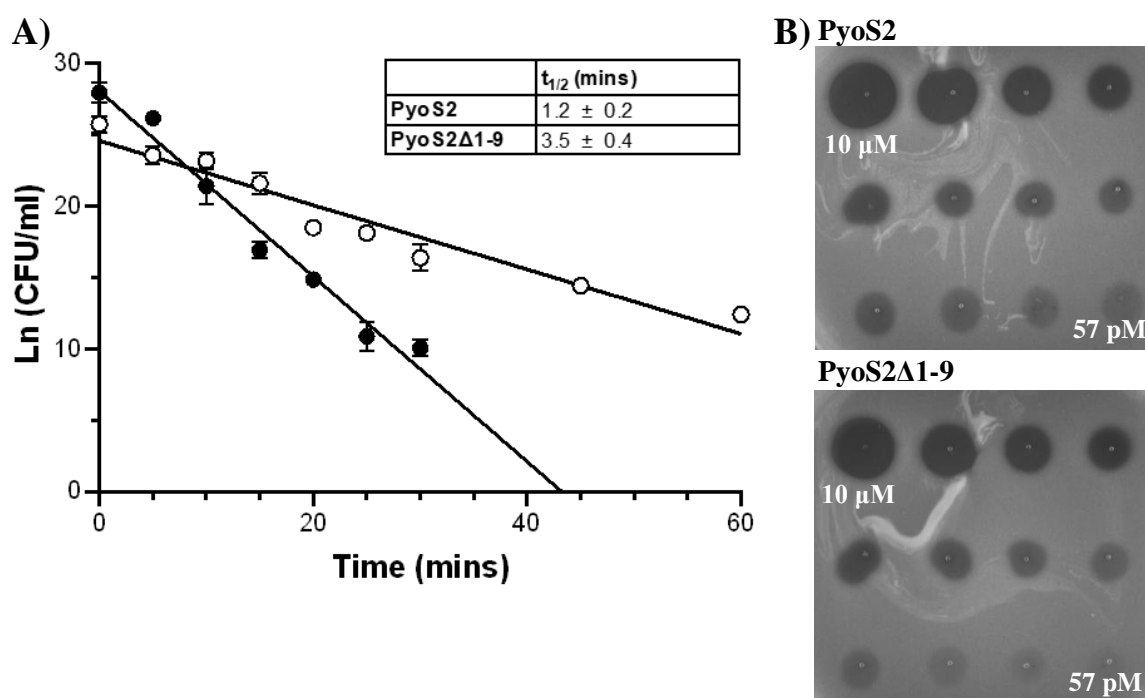 A)
30
20
10
0
Ln (CFU/ml)
0 20 40 60
Time (mins)
t1/2 (mins)
PyoS2 1.2 ± 0.2
PyoS2Δ1-9 3.5 ± 0.4
B) PyoS2
10 μM
57 pM
PyoS2Δ1-9
10 μM
57 pM